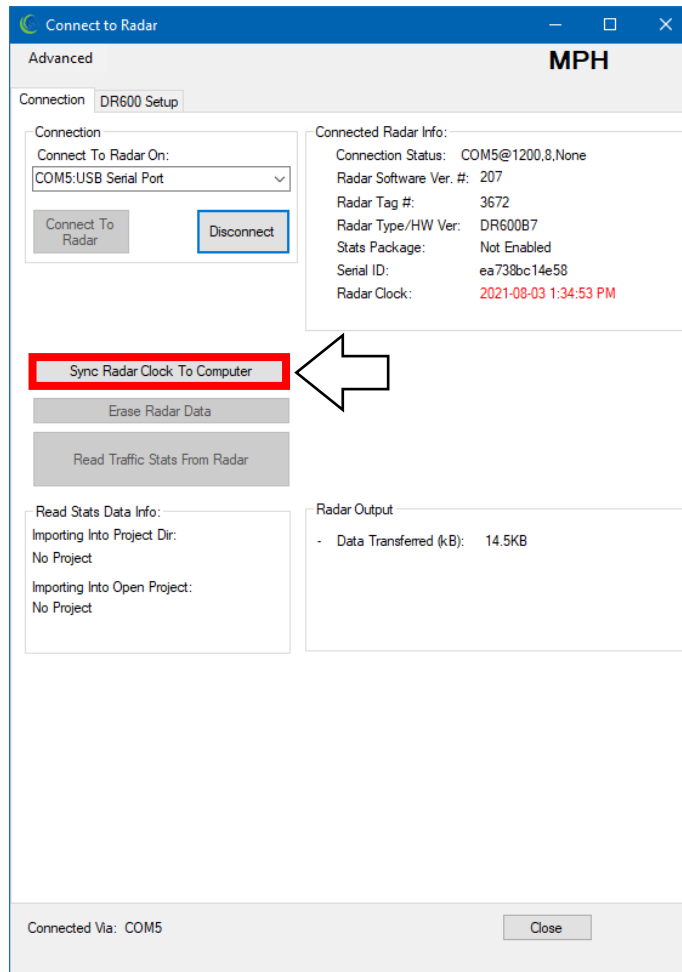 Connect to Radar
Advanced
MPH
Connection
DR600 Setup
Connection
Connect To Radar On:
COM5:USB Serial Port
Connect To
Radar
Disconnect
Connected Radar Info:
Connection Status: COM5@1200,8,None
Radar Software Ver. #: 207
Radar Tag #: 3672
Radar Type/HW Ver: DR600B7
Stats Package: Not Enabled
Serial ID: ea738bc14e58
Radar Clock: 2021-08-03 1:34:53 PM
Sync Radar Clock To Computer
Erase Radar Data
Read Traffic Stats From Radar
Read Stats Data Info:
Importing Into Project Dir:
No Project
Importing Into Open Project:
No Project
Radar Output
- Data Transferred (kB): 14.5KB
Connected Via: COM5
Close